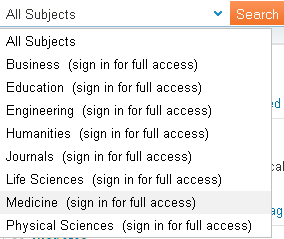 All Subjects Search
All Subjects
Business (sign in for full access)
Education (sign in for full access)
Engineering (sign in for full access)
Humanities (sign in for full access)
Journals (sign in for full access)
Life Sciences (sign in for full access)
Medicine (sign in for full access)
Physical Sciences (sign in for full access)